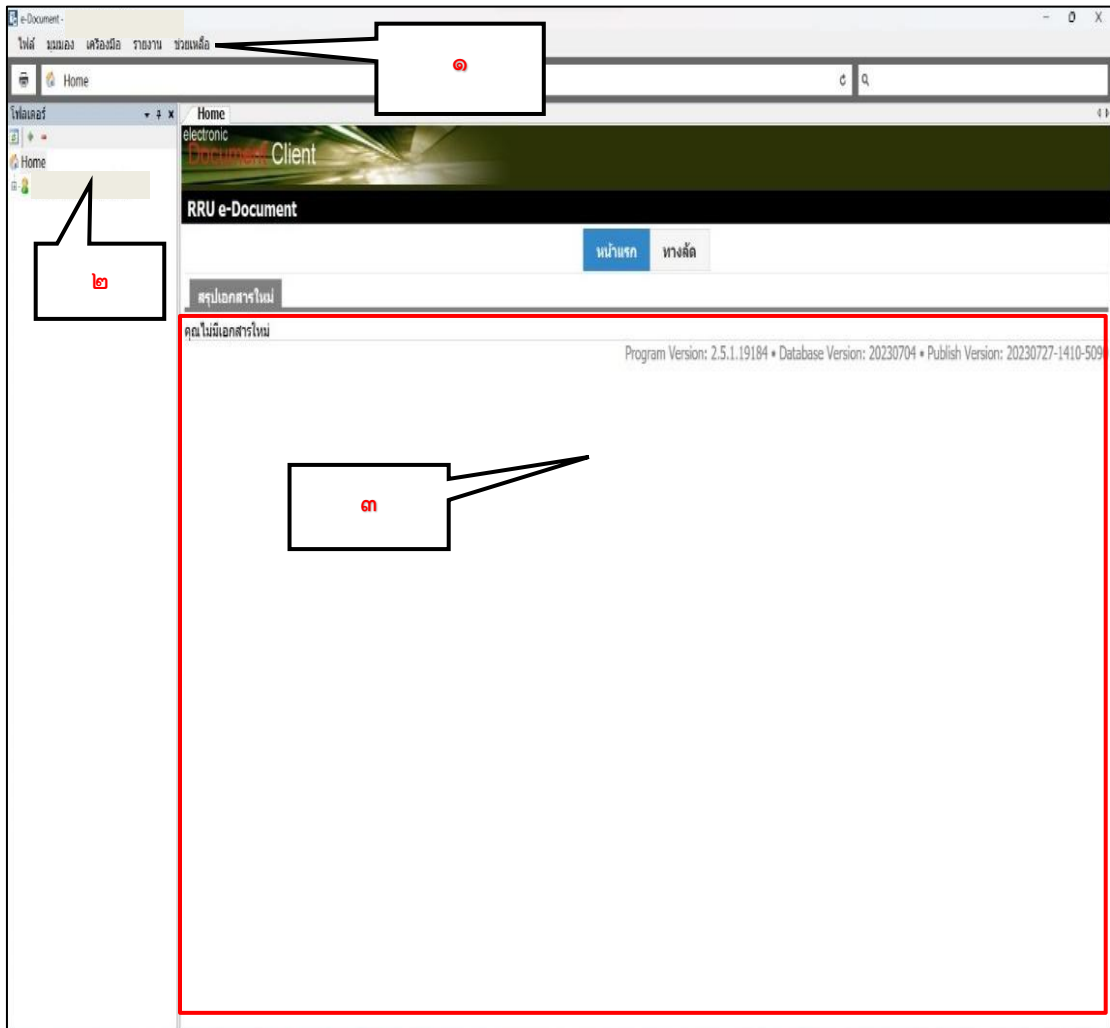 e-Document -
ไฟล์ มุมมอง เครื่องมือ รายงาน ช่วยเหลือ
๑
Home
โฟลเดอร์
Home
Home
electronic
Document Client
RRU e-Document
๒
หน้าแรก ทางลัด
สรุปเอกสารใหม่
คุณไม่มีเอกสารใหม่
Program Version: 2.5.1.19184 • Database Version: 20230704 • Publish Version: 20230727-1410-509
๓